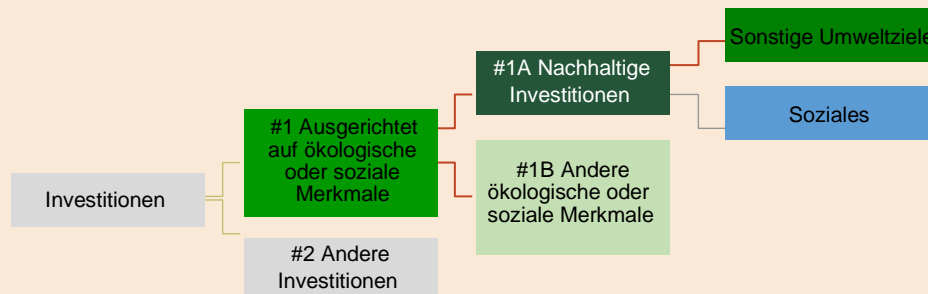 Sonstige Umweltziele
#1A Nachhaltige
Investitionen
Soziales
#1 Ausgerichtet
auf ökologische
oder soziale
Merkmale
#1B Andere
ökologische oder
soziale Merkmale
Investitionen
#2 Andere
Investitionen